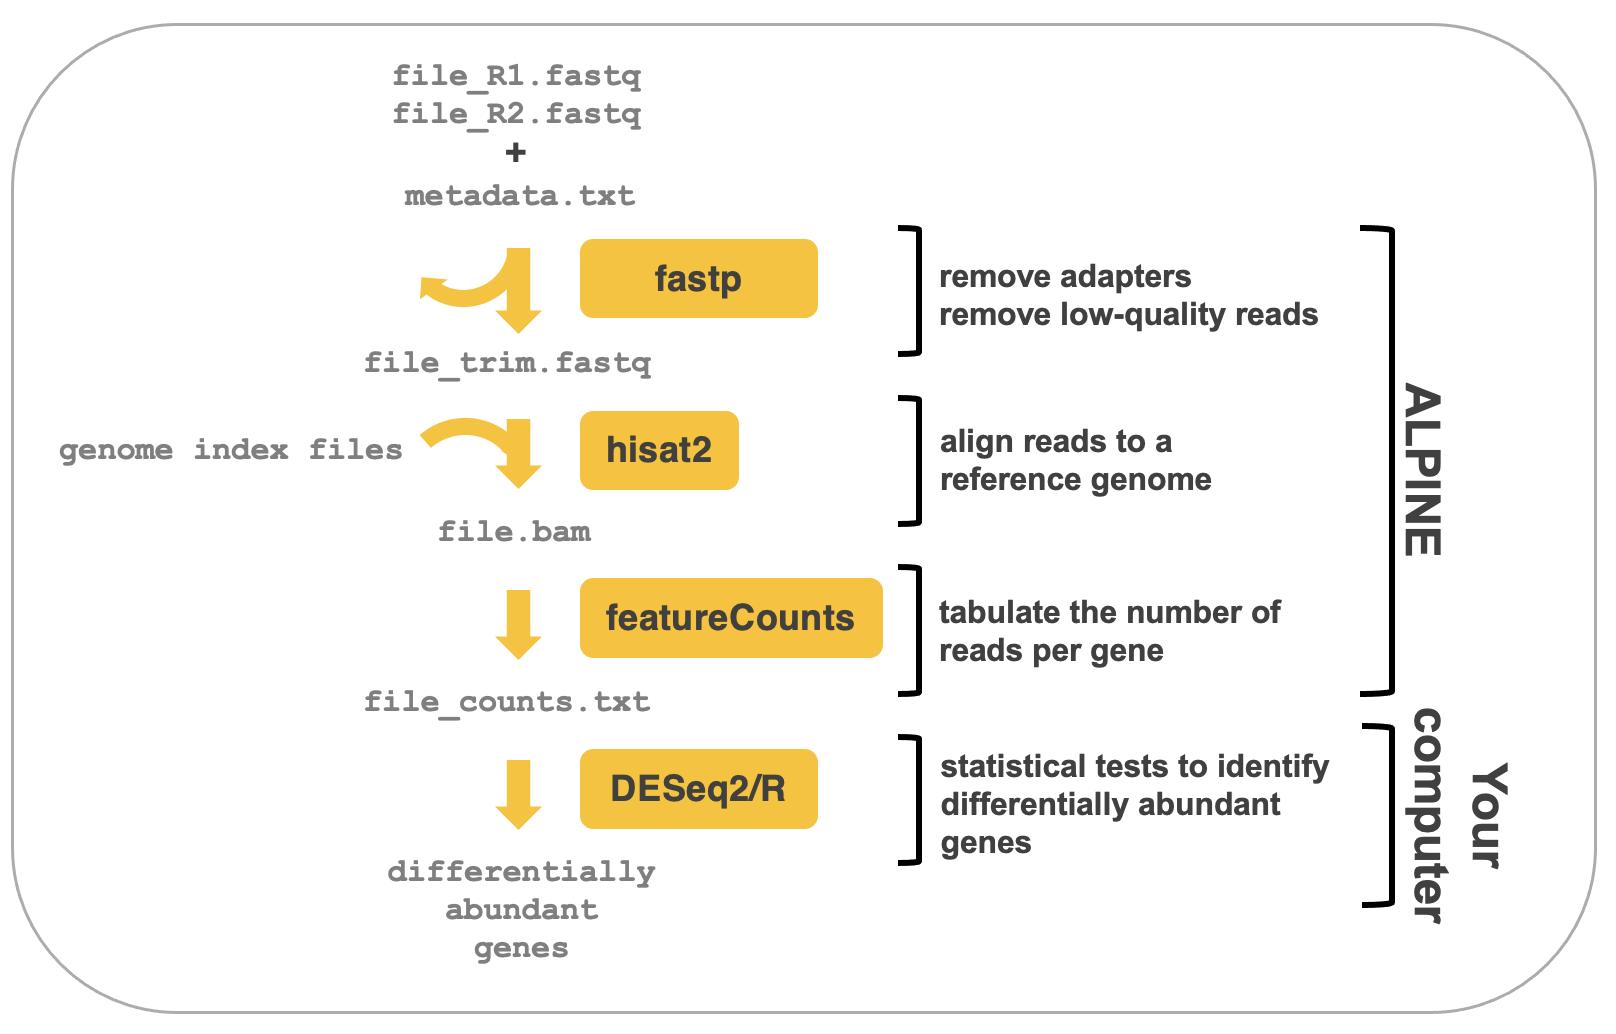 file_R1.fastq
file_R2.fastq
+
metadata.txt
fastp
remove adapters
remove low-quality reads
file_trim.fastq
genome index files
hisat2
align reads to a
reference genome
file.bam
featureCounts
tabulate the number of
reads per gene
file_counts.txt
DESeq2/R
statistical tests to identify
differentially abundant
genes
differentially
abundant
genes
ALPINE
Your
computer